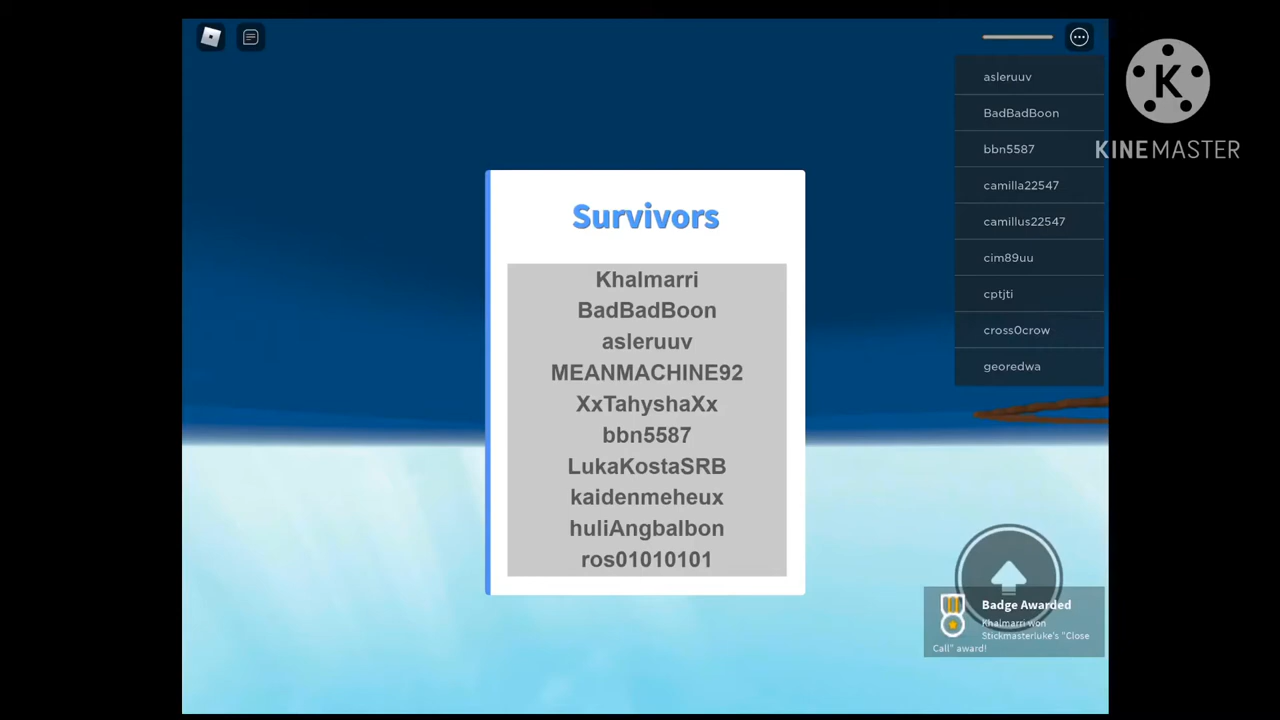 Survivors
Khalmarri
BadBadBoon
asleruuv
MEANMACHINE92
XxTahyshaXx
bbn5587
LukaKostaSRB
kaidenmeheux
huliAngbalbon
ros01010101
asleruuv
BadBadBoon
bbn5587
camilla22547
camillus22547
cim89uu
cptjti
cross0crow
georedwa
K
KINEMASTER
Badge Awarded
Khalmarri won
Stickmasterluke's "Close
Call" award!